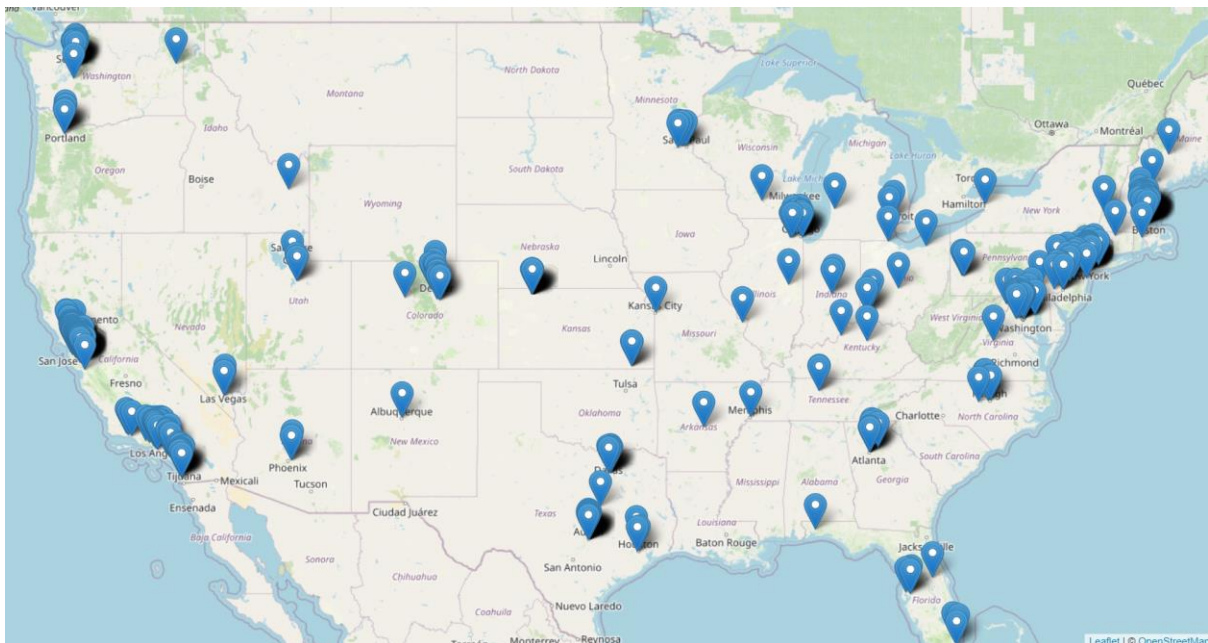 Vancouver
Québec
Lake Superior
Washington
North Dakota
Montana
Minnesota
Ottawa
Montréal
Maine
Portland
Idaho
Wisconsin
Michigan
Lake Huron
Oregon
Boise
South Dakota
Milwaukee
Hamilton
Wyoming
New York
Boston
Iowa
Nebraska
Lincoln
Pennsylvania
Utah
Nevada
Colorado
Kansas City
Illinois
Indiana
Philadelphia
San Jose
California
Kansas
Missouri
West Virginia
Washington
Virginia
Kentucky
Fresno
Las Vegas
Richmond
Tulsa
Albuquerque
New Mexico
Oklahoma
Arkansas
Memphis
Tennessee
Charlotte
North Carolina
Phoenix
Tucson
Atlanta
South Carolina
Georgia
Tijuana
Mexicali
Mississippi
Alabama
Ensenada
Ciudad Juárez
Texas
Louisiana
Baja California
Sonora
Baton Rouge
Houston
San Antonio
Chihuahua
Florida
Coahuila
Nuevo Laredo
Monterrey
Reynosa
Leaflet | © OpenStreetMap